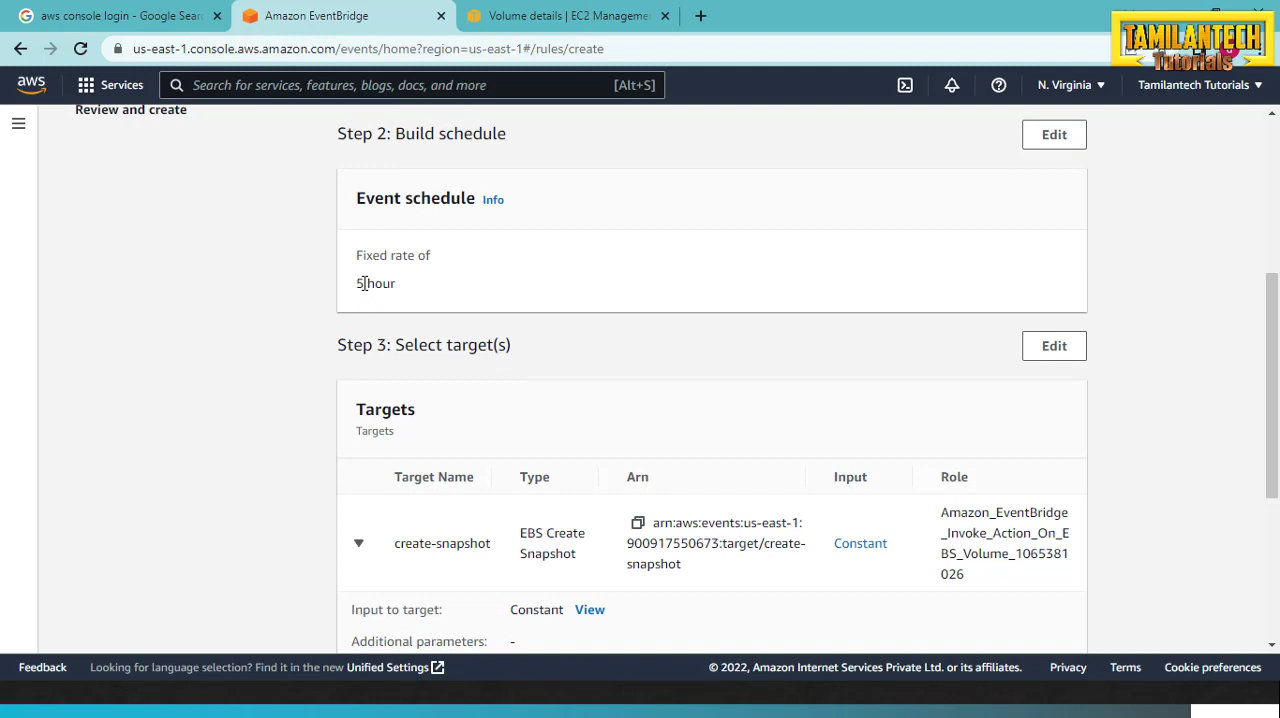 aws console login - Google Sear
Amazon EventBridge
Volume details | EC2 Manageme
us-east-1.console.aws.amazon.com/events/home?region=us-east-1#/rules/create
TAMILANTECH
Tutorials
aws
Services
Search for services, features, blogs, docs, and more
[Alt+S]
N. Virginia
Tamilantech Tutorials
Review and create
Step 2: Build schedule
Edit
Event schedule Info
Fixed rate of
5 hour
Step 3: Select target(s)
Edit
Targets
Targets
Target Name
Type
Arn
Input
Role
create-snapshot
EBS Create
Snapshot
arn:aws:events:us-east-1:
900917550673:target/create-
snapshot
Constant
Amazon_EventBridge
_Invoke_Action_On_E
BS_Volume_1065381
026
Input to target:
Constant View
Additional parameters:
-
Feedback
Looking for language selection? Find it in the new Unified Settings
© 2022, Amazon Internet Services Private Ltd. or its affiliates.
Privacy
Terms
Cookie preferences